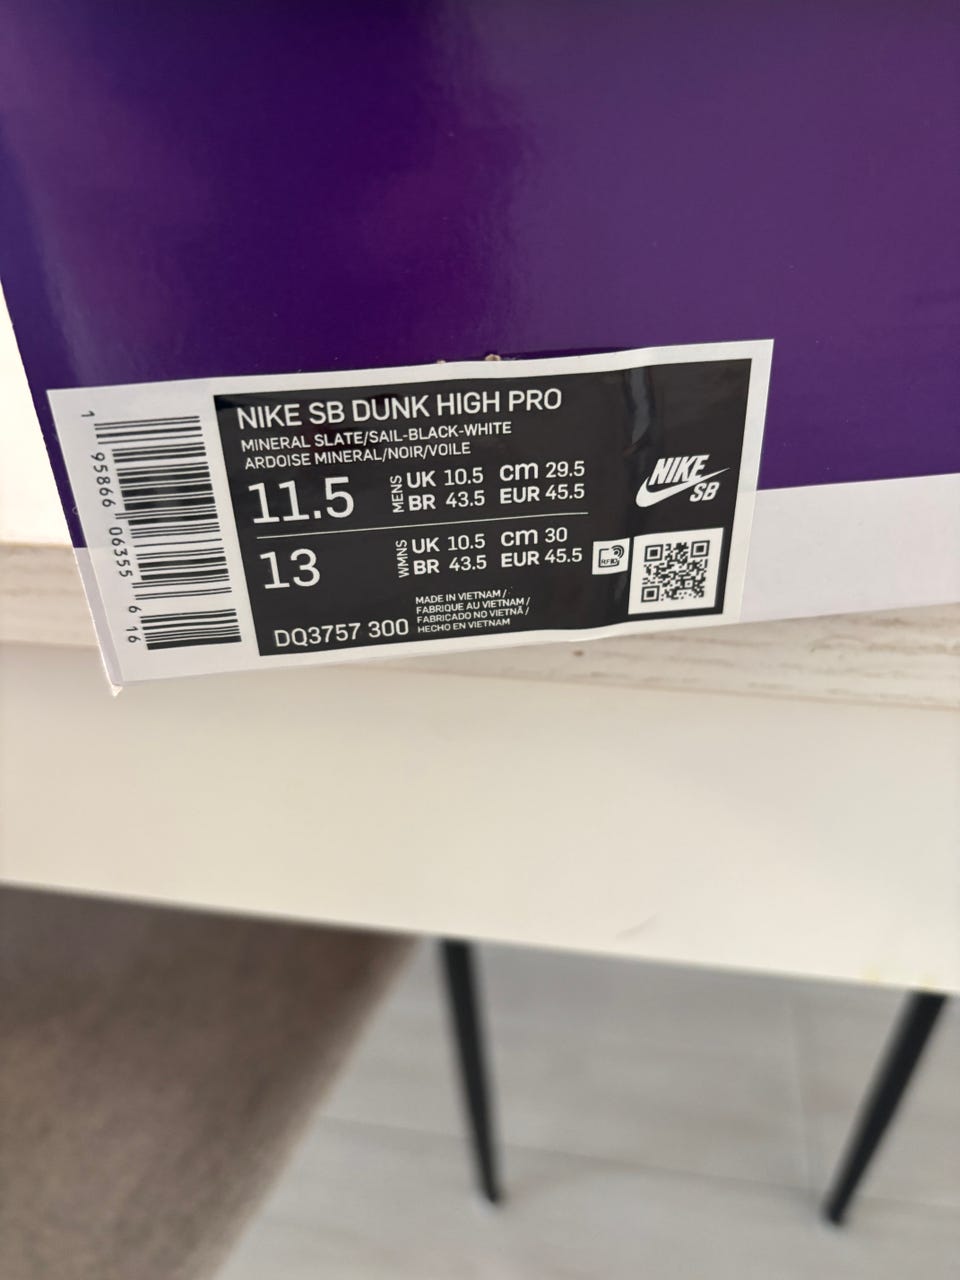 NIKE SB DUNK HIGH PRO
MINERAL SLATE/SAIL-BLACK-WHITE
ARDOISE MINERAL/NOIR/VOILE
11.5 MENS UK 10.5 CM 29.5
BR 43.5 EUR 45.5
13 WMNS UK 10.5 CM 30
BR 43.5 EUR 45.5
MADE IN VIETNAM /
FABRIQUE AU VIETNAM /
FABRICADO NO VIETNÃ /
HECHO EN VIETNAM
DQ3757 300
NIKE
SB
RFID
1 95866 06355 6 16